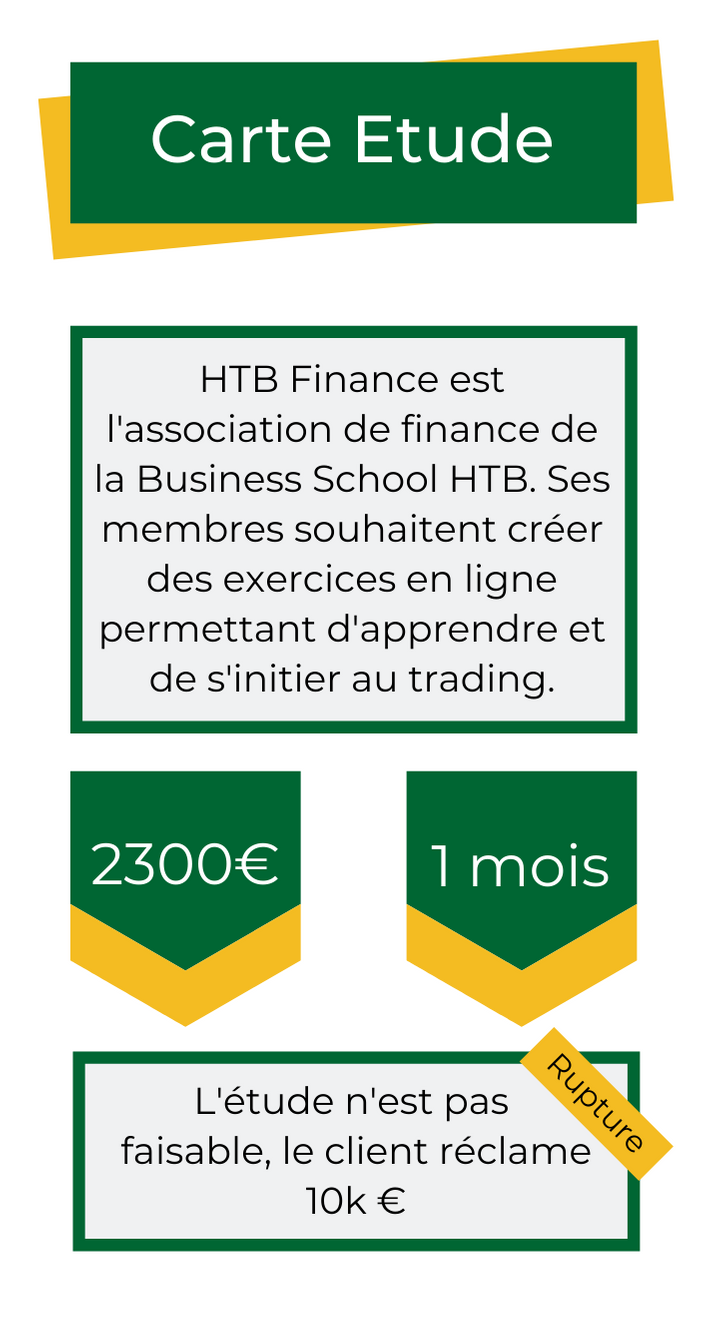 Carte Etude
HTB Finance est
l'association de finance de
la Business School HTB. Ses
membres souhaitent créer
des exercices en ligne
permettant d'apprendre et
de s'initier au trading.
2300€
1 mois
Rupture
L'étude n'est pas
faisable, le client réclame
10k €